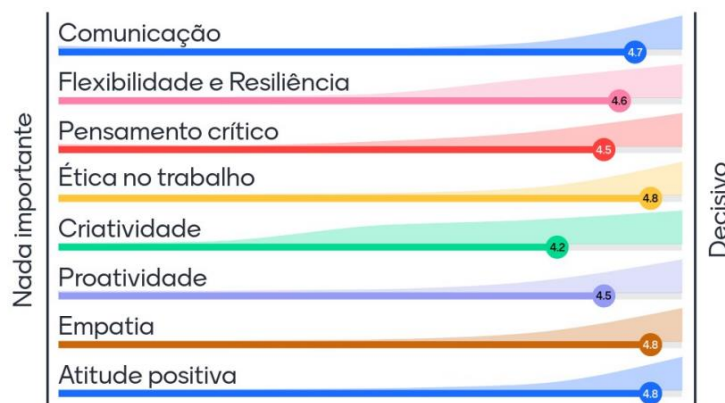 Nada importante
Comunicação
4.7
Flexibilidade e Resiliência
4.6
Pensamento crítico
4.5
Ética no trabalho
4.8
Criatividade
4.2
Proatividade
4.5
Empatia
4.8
Atitude positiva
4.8
Decisivo